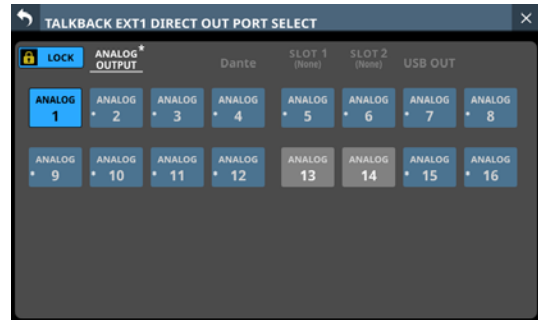 TALKBACK EXT1 DIRECT OUT PORT SELECT
LOCK
ANALOG*
OUTPUT
Dante
SLOT 1
(None)
SLOT 2
(None)
USB OUT
ANALOG
1
ANALOG
2
ANALOG
3
ANALOG
4
ANALOG
5
ANALOG
6
ANALOG
7
ANALOG
8
ANALOG
9
ANALOG
10
ANALOG
11
ANALOG
12
ANALOG
13
ANALOG
14
ANALOG
15
ANALOG
16